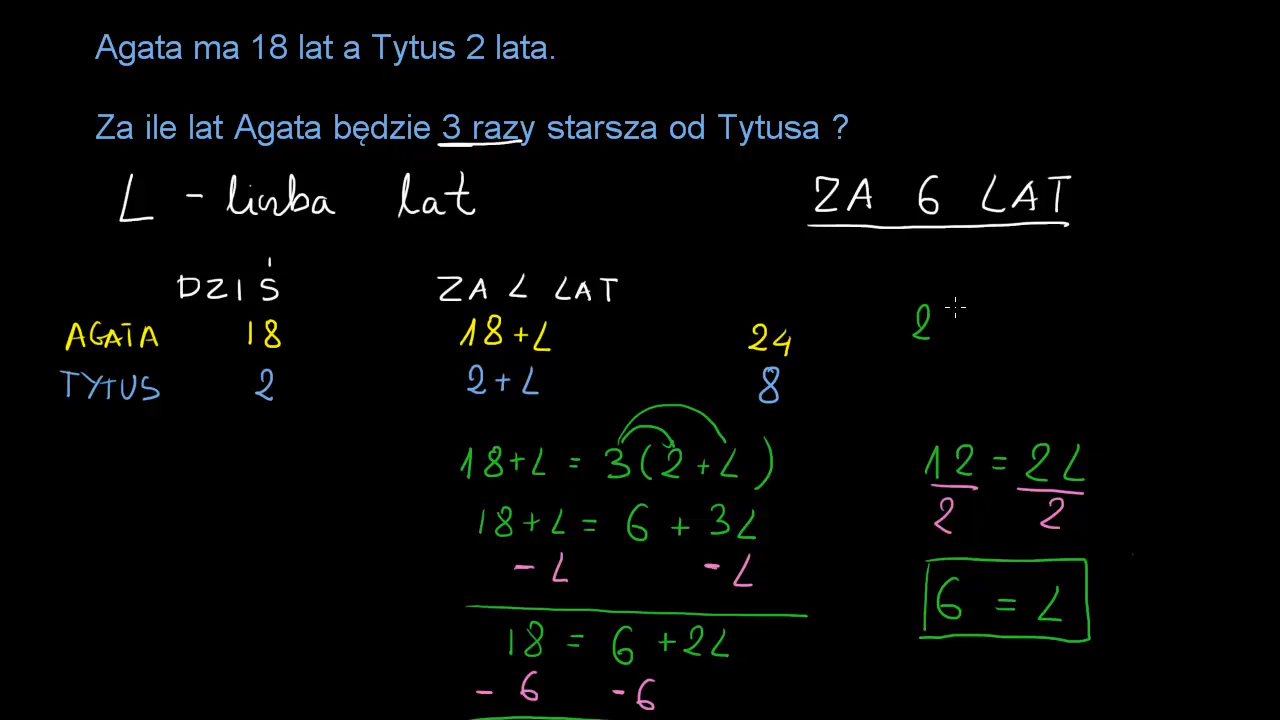 Agata ma 18 lat a Tytus 2 lata.
Za ile lat Agata będzie 3 razy starsza od Tytusa ?
L - liczba lat
ZA 6 LAT
DZIŚ ZA L LAT
AGATA 18 18+L 24 2
TYTUS 2 2+L 8
18+L = 3(2+L)
12 = 2L
18+L = 6 + 3L
2 2
- L - L
6 = L
18 = 6 + 2L
- 6 - 6